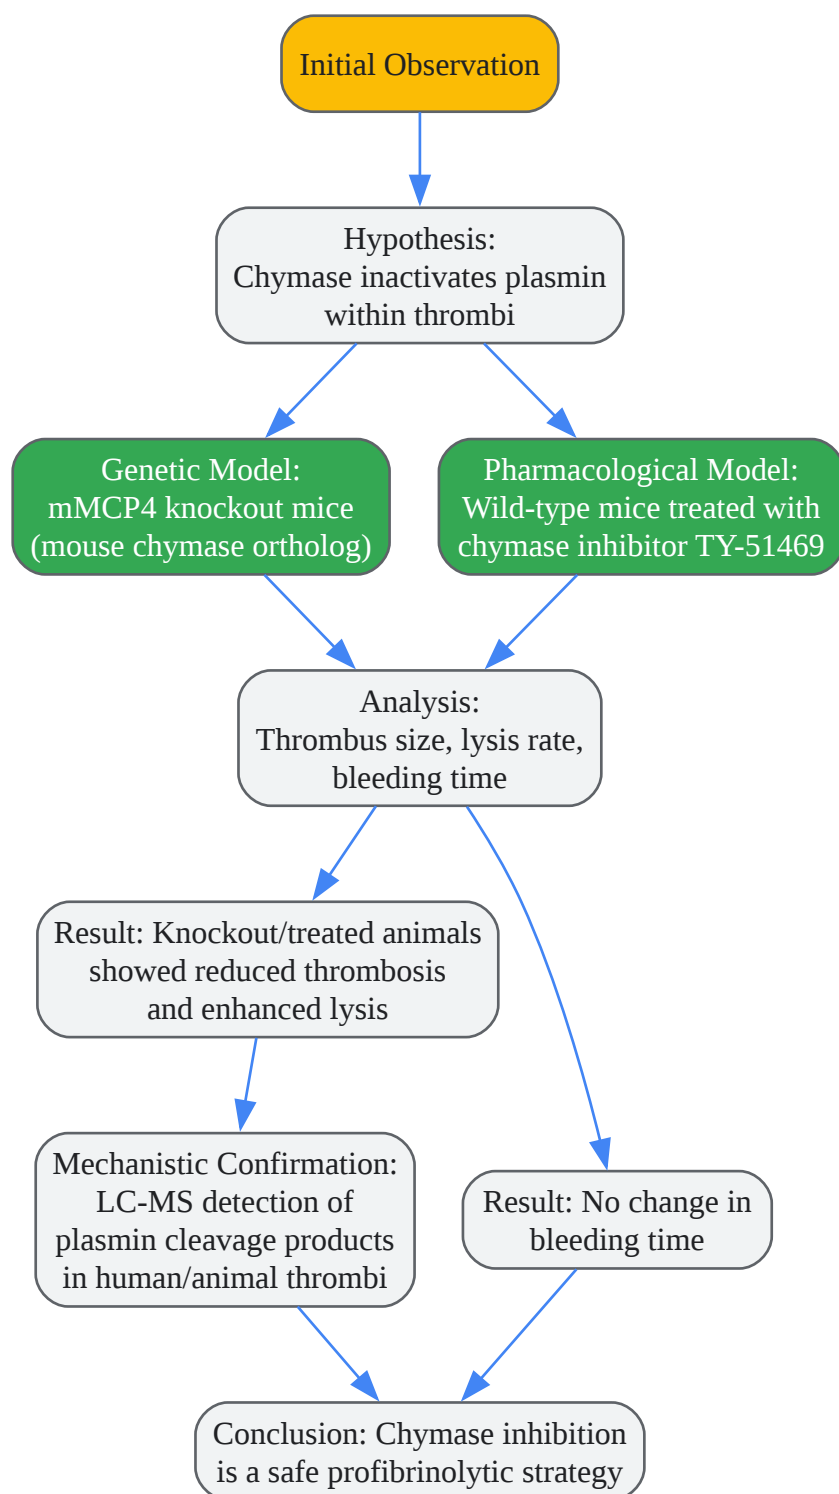 Initial Observation
Hypothesis:
Chymase inactivates plasmin
within thrombi
Genetic Model:
mMCP4 knockout mice
(mouse chymase ortholog)
Pharmacological Model:
Wild-type mice treated with
chymase inhibitor TY-51469
Analysis:
Thrombus size, lysis rate,
bleeding time
Result: Knockout/treated animals
showed reduced thrombosis
and enhanced lysis
Mechanistic Confirmation:
LC-MS detection of
plasmin cleavage products
in human/animal thrombi
Result: No change in
bleeding time
Conclusion: Chymase inhibition
is a safe profibrinolytic strategy